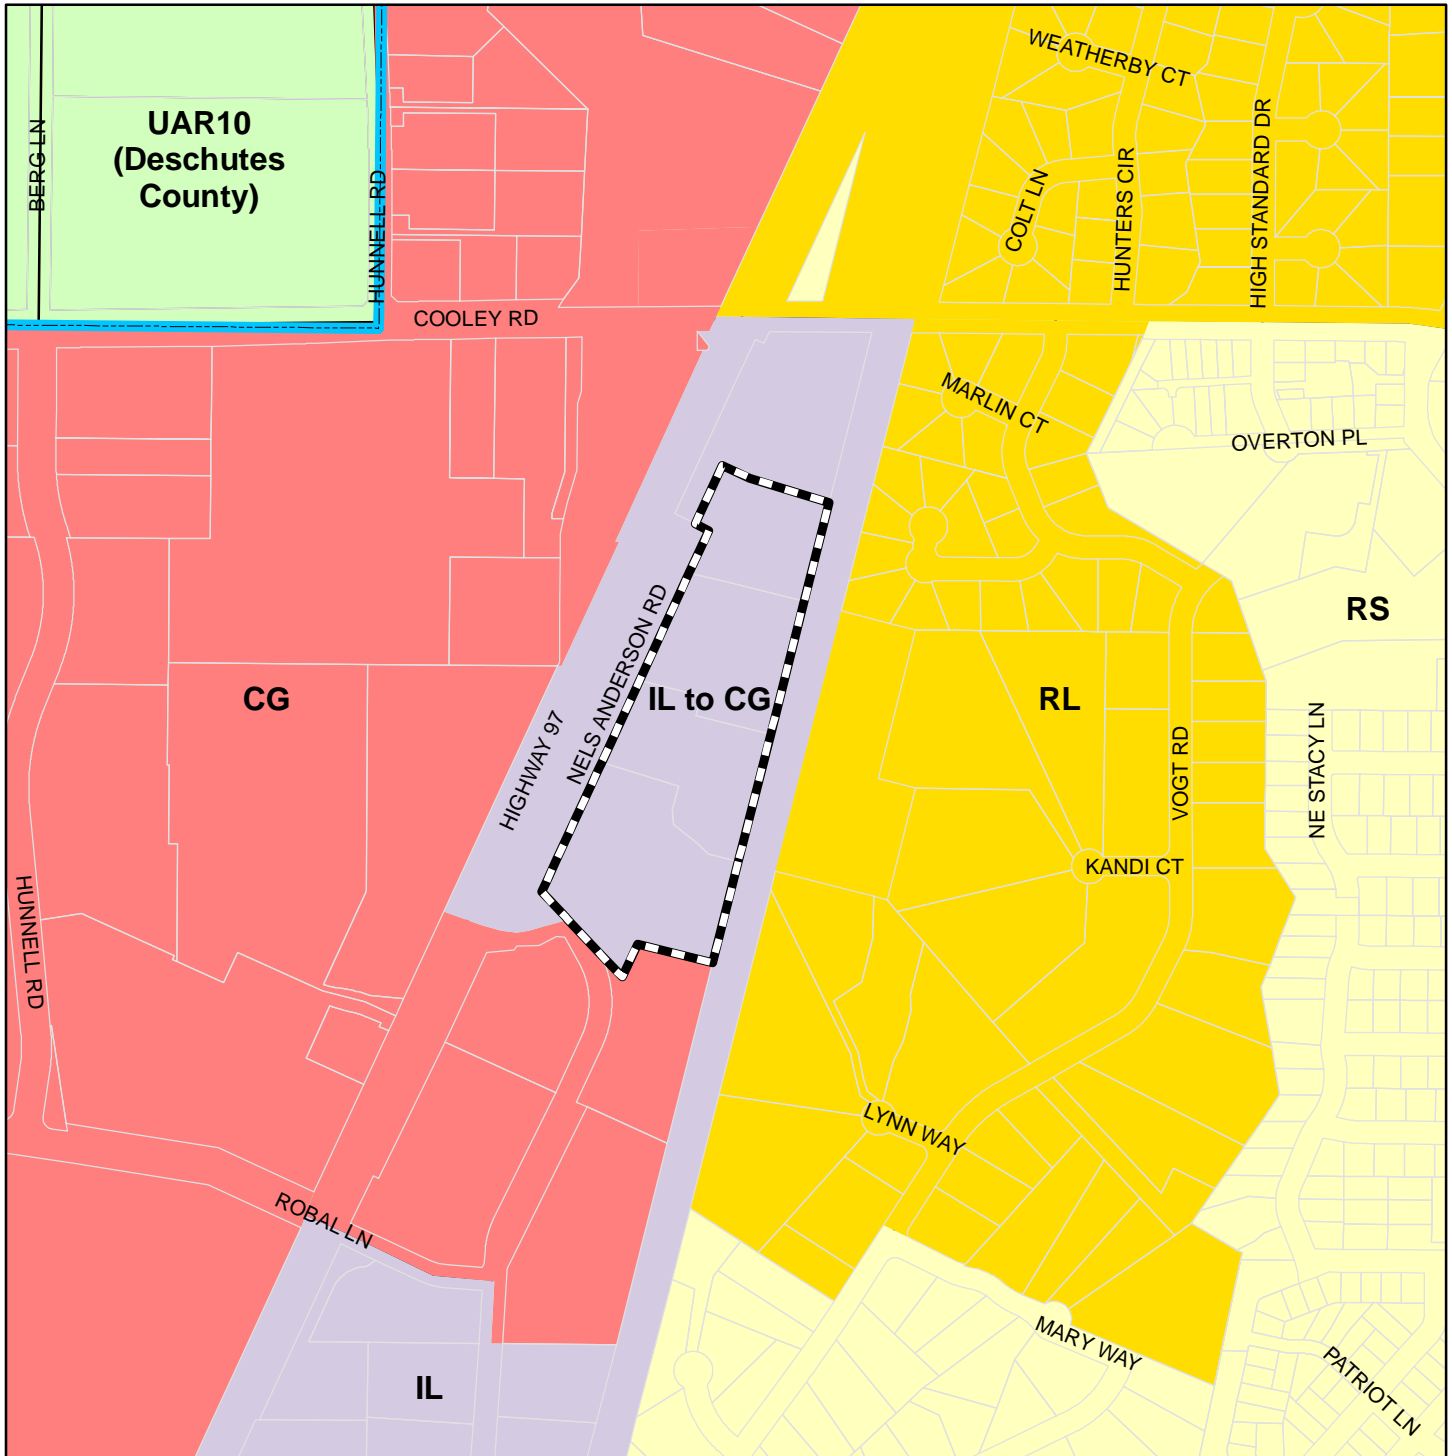 WEATHERBY CT
UAR10
(Deschutes
County)
BERG LN
HUNNELL RD
COLT LN
HUNTERS CIR
HIGH STANDARD DR
COOLEY RD
MARLIN CT
OVERTON PL
RS
NELS ANDERSON RD
CG
IL to CG
RL
HIGHWAY 97
VOGT RD
NE STACY LN
KANDI CT
HUNNELL RD
LYNN WAY
ROBAL LN
MARY WAY
IL
PATRIOT LN